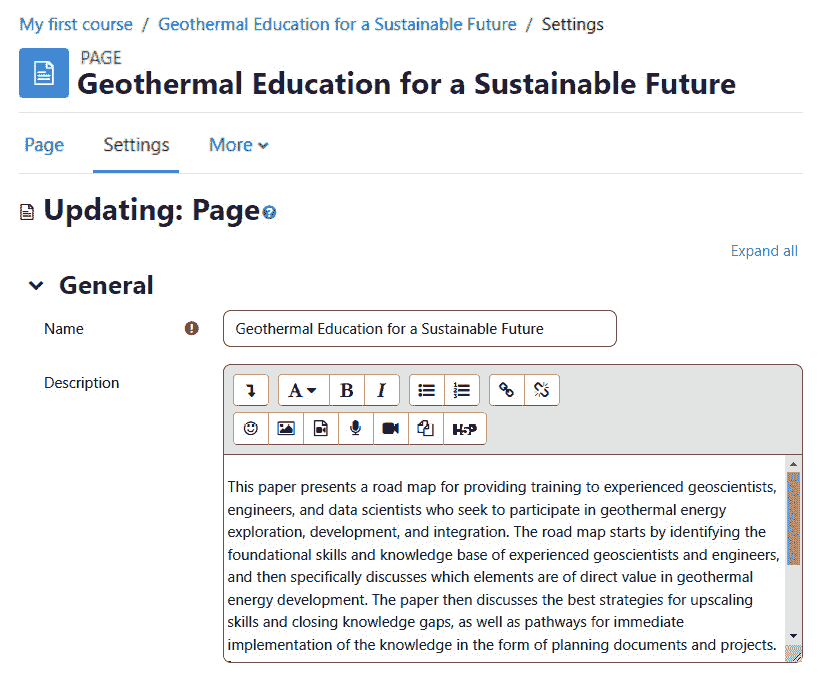 My first course / Geothermal Education for a Sustainable Future / Settings
PAGE
Geothermal Education for a Sustainable Future
Page Settings More
Updating: Page
Expand all
General
Name
Geothermal Education for a Sustainable Future
Description
A B I
H5P
This paper presents a road map for providing training to experienced geoscientists,
engineers, and data scientists who seek to participate in geothermal energy
exploration, development, and integration. The road map starts by identifying the
foundational skills and knowledge base of experienced geoscientists and engineers,
and then specifically discusses which elements are of direct value in geothermal
energy development. The paper then discusses the best strategies for upscaling
skills and closing knowledge gaps, as well as pathways for immediate
implementation of the knowledge in the form of planning documents and projects.